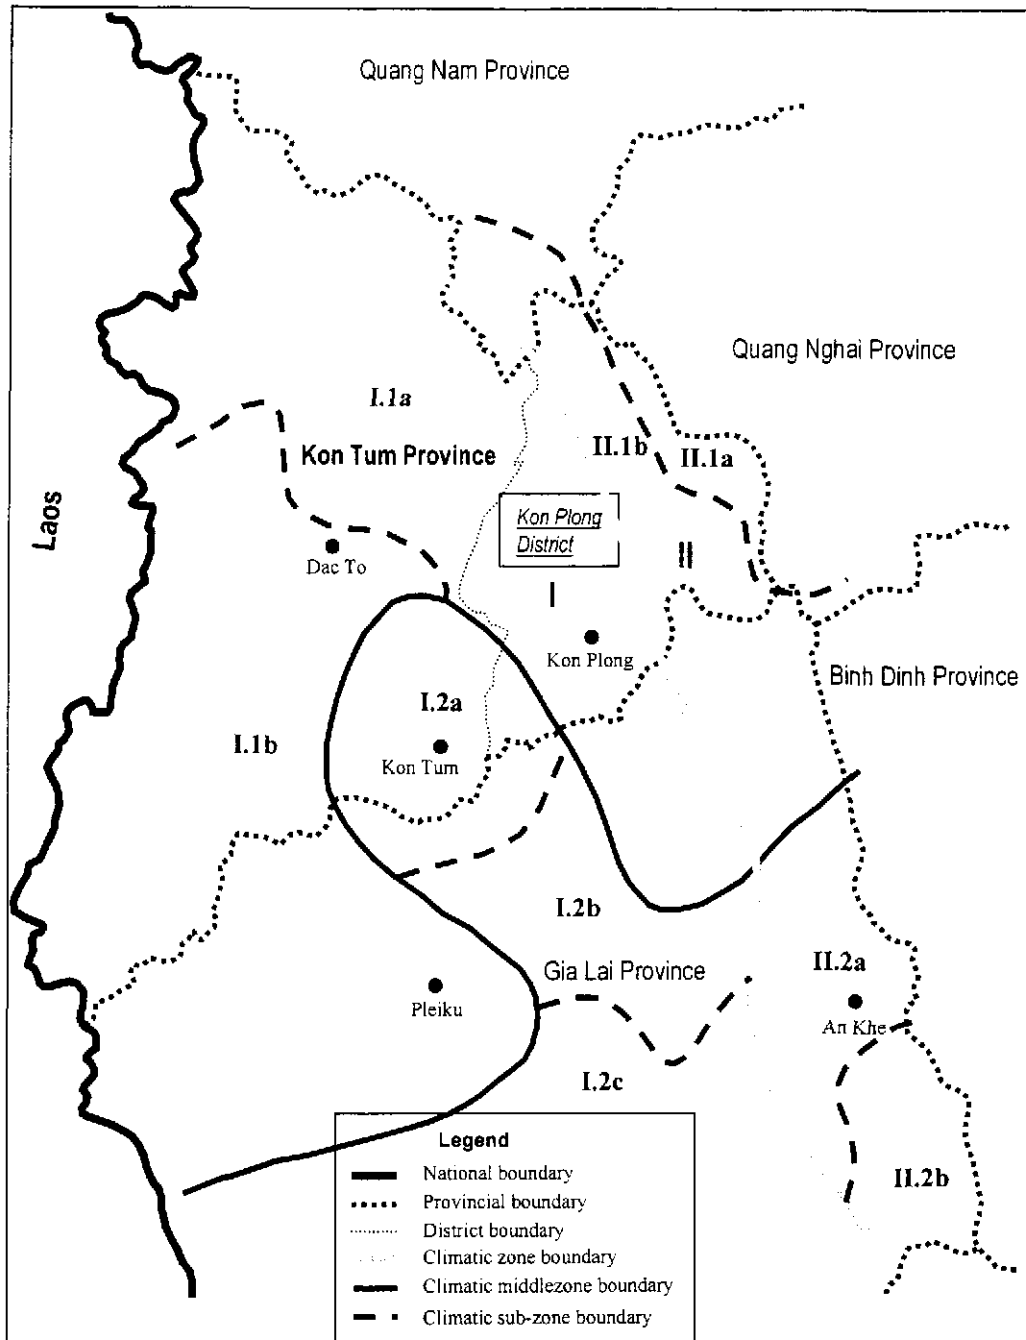 Quang Nam Province
Quang Nghai Province
I.1a
Kon Tum Province
II.1b
II.1a
Laos
Kon Plong
District
II
Dac To
I
Kon Plong
Binh Dinh Province
I.2a
I.1b
Kon Tum
I.2b
Gia Lai Province
II.2a
Pleiku
An Khe
I.2c
II.2b
Legend
National boundary
Provincial boundary
District boundary
Climatic zone boundary
Climatic middlezone boundary
Climatic sub-zone boundary